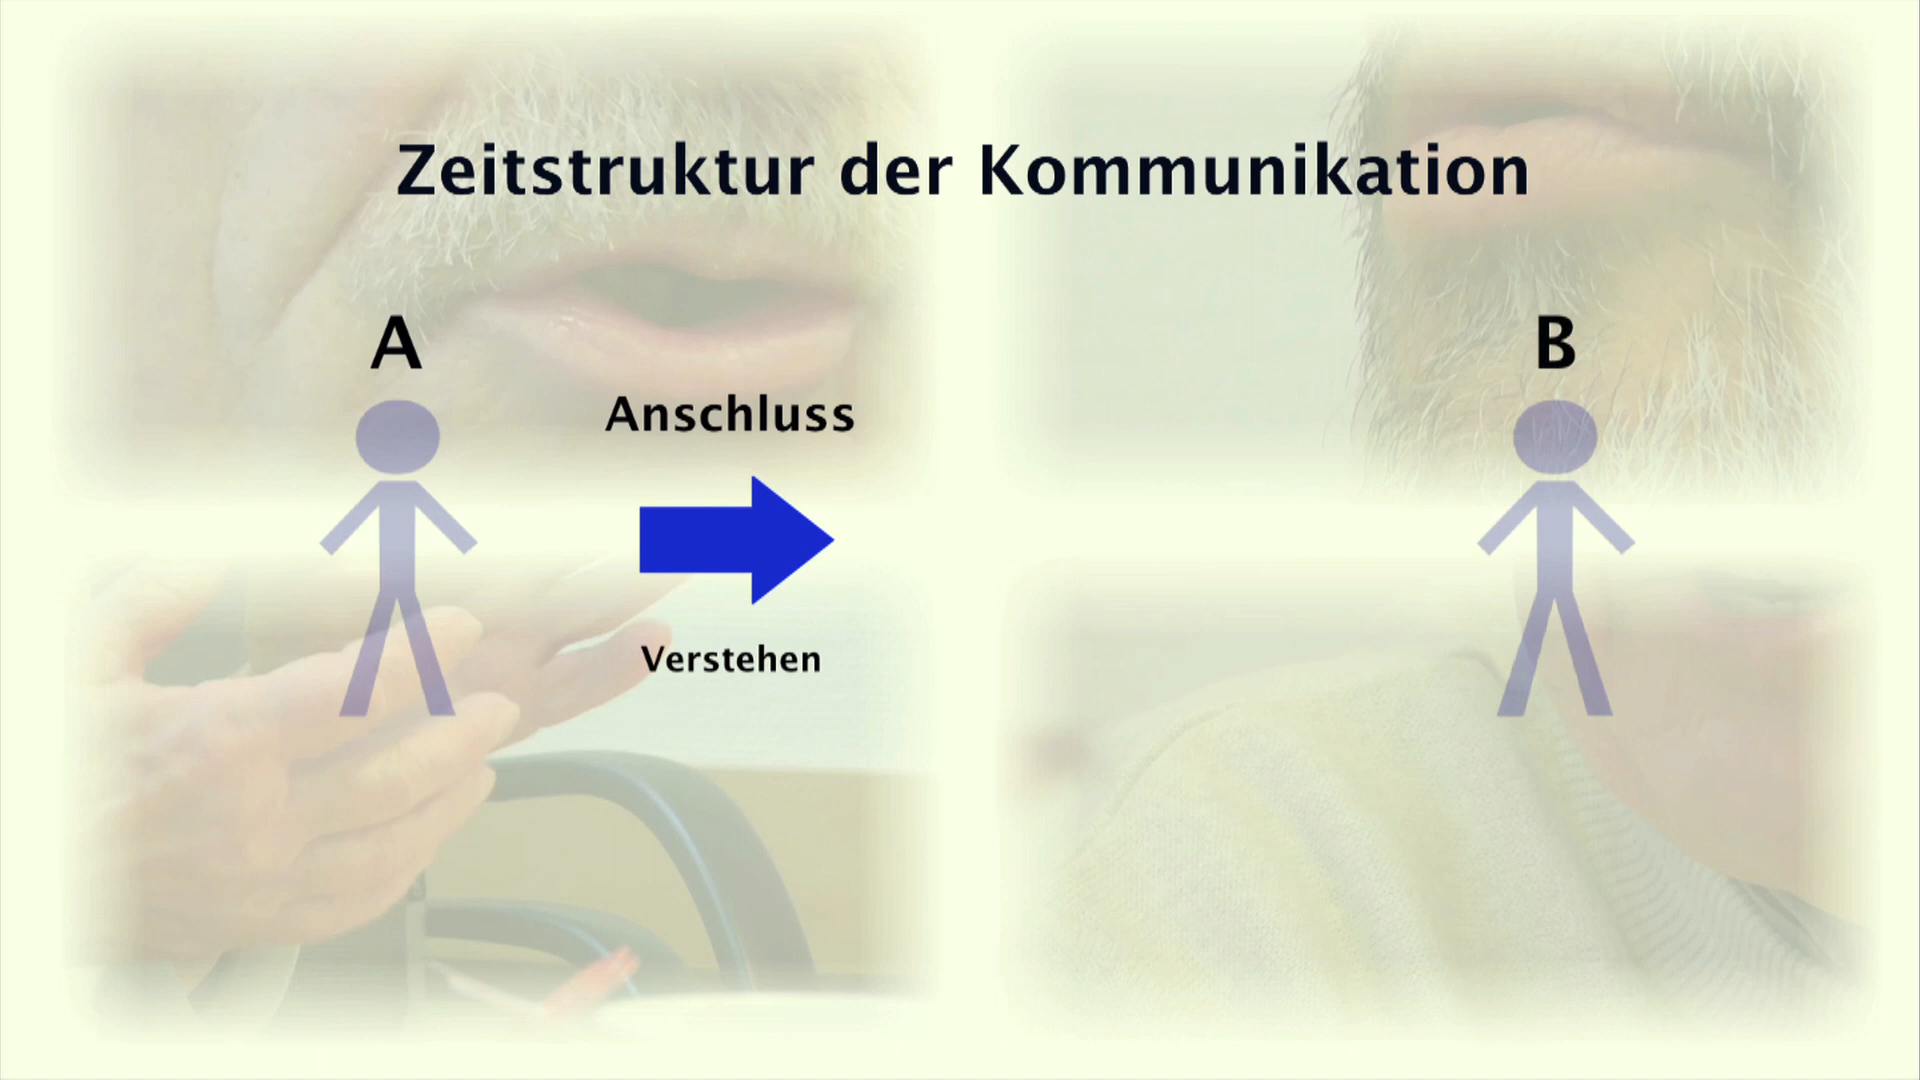 Zeitstruktur der Kommunikation
A
B
Anschluss
Verstehen